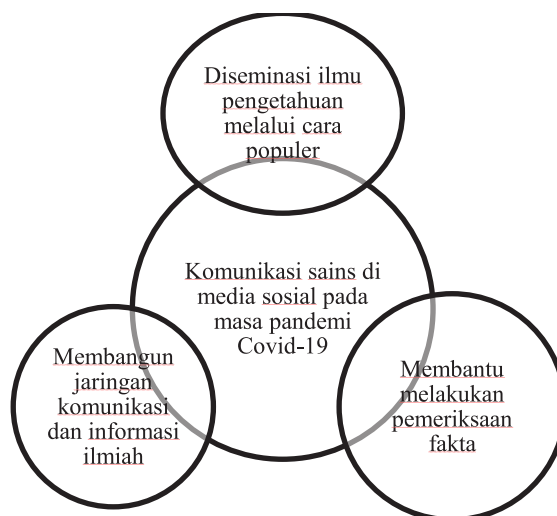 Diseminasi ilmu
pengetahuan
melalui cara
populer
Komunikasi sains di
media sosial pada
masa pandemi
Covid-19
Membangun
jaringan
komunikasi
dan informasi
ilmiah
Membantu
melakukan
pemeriksaan
fakta